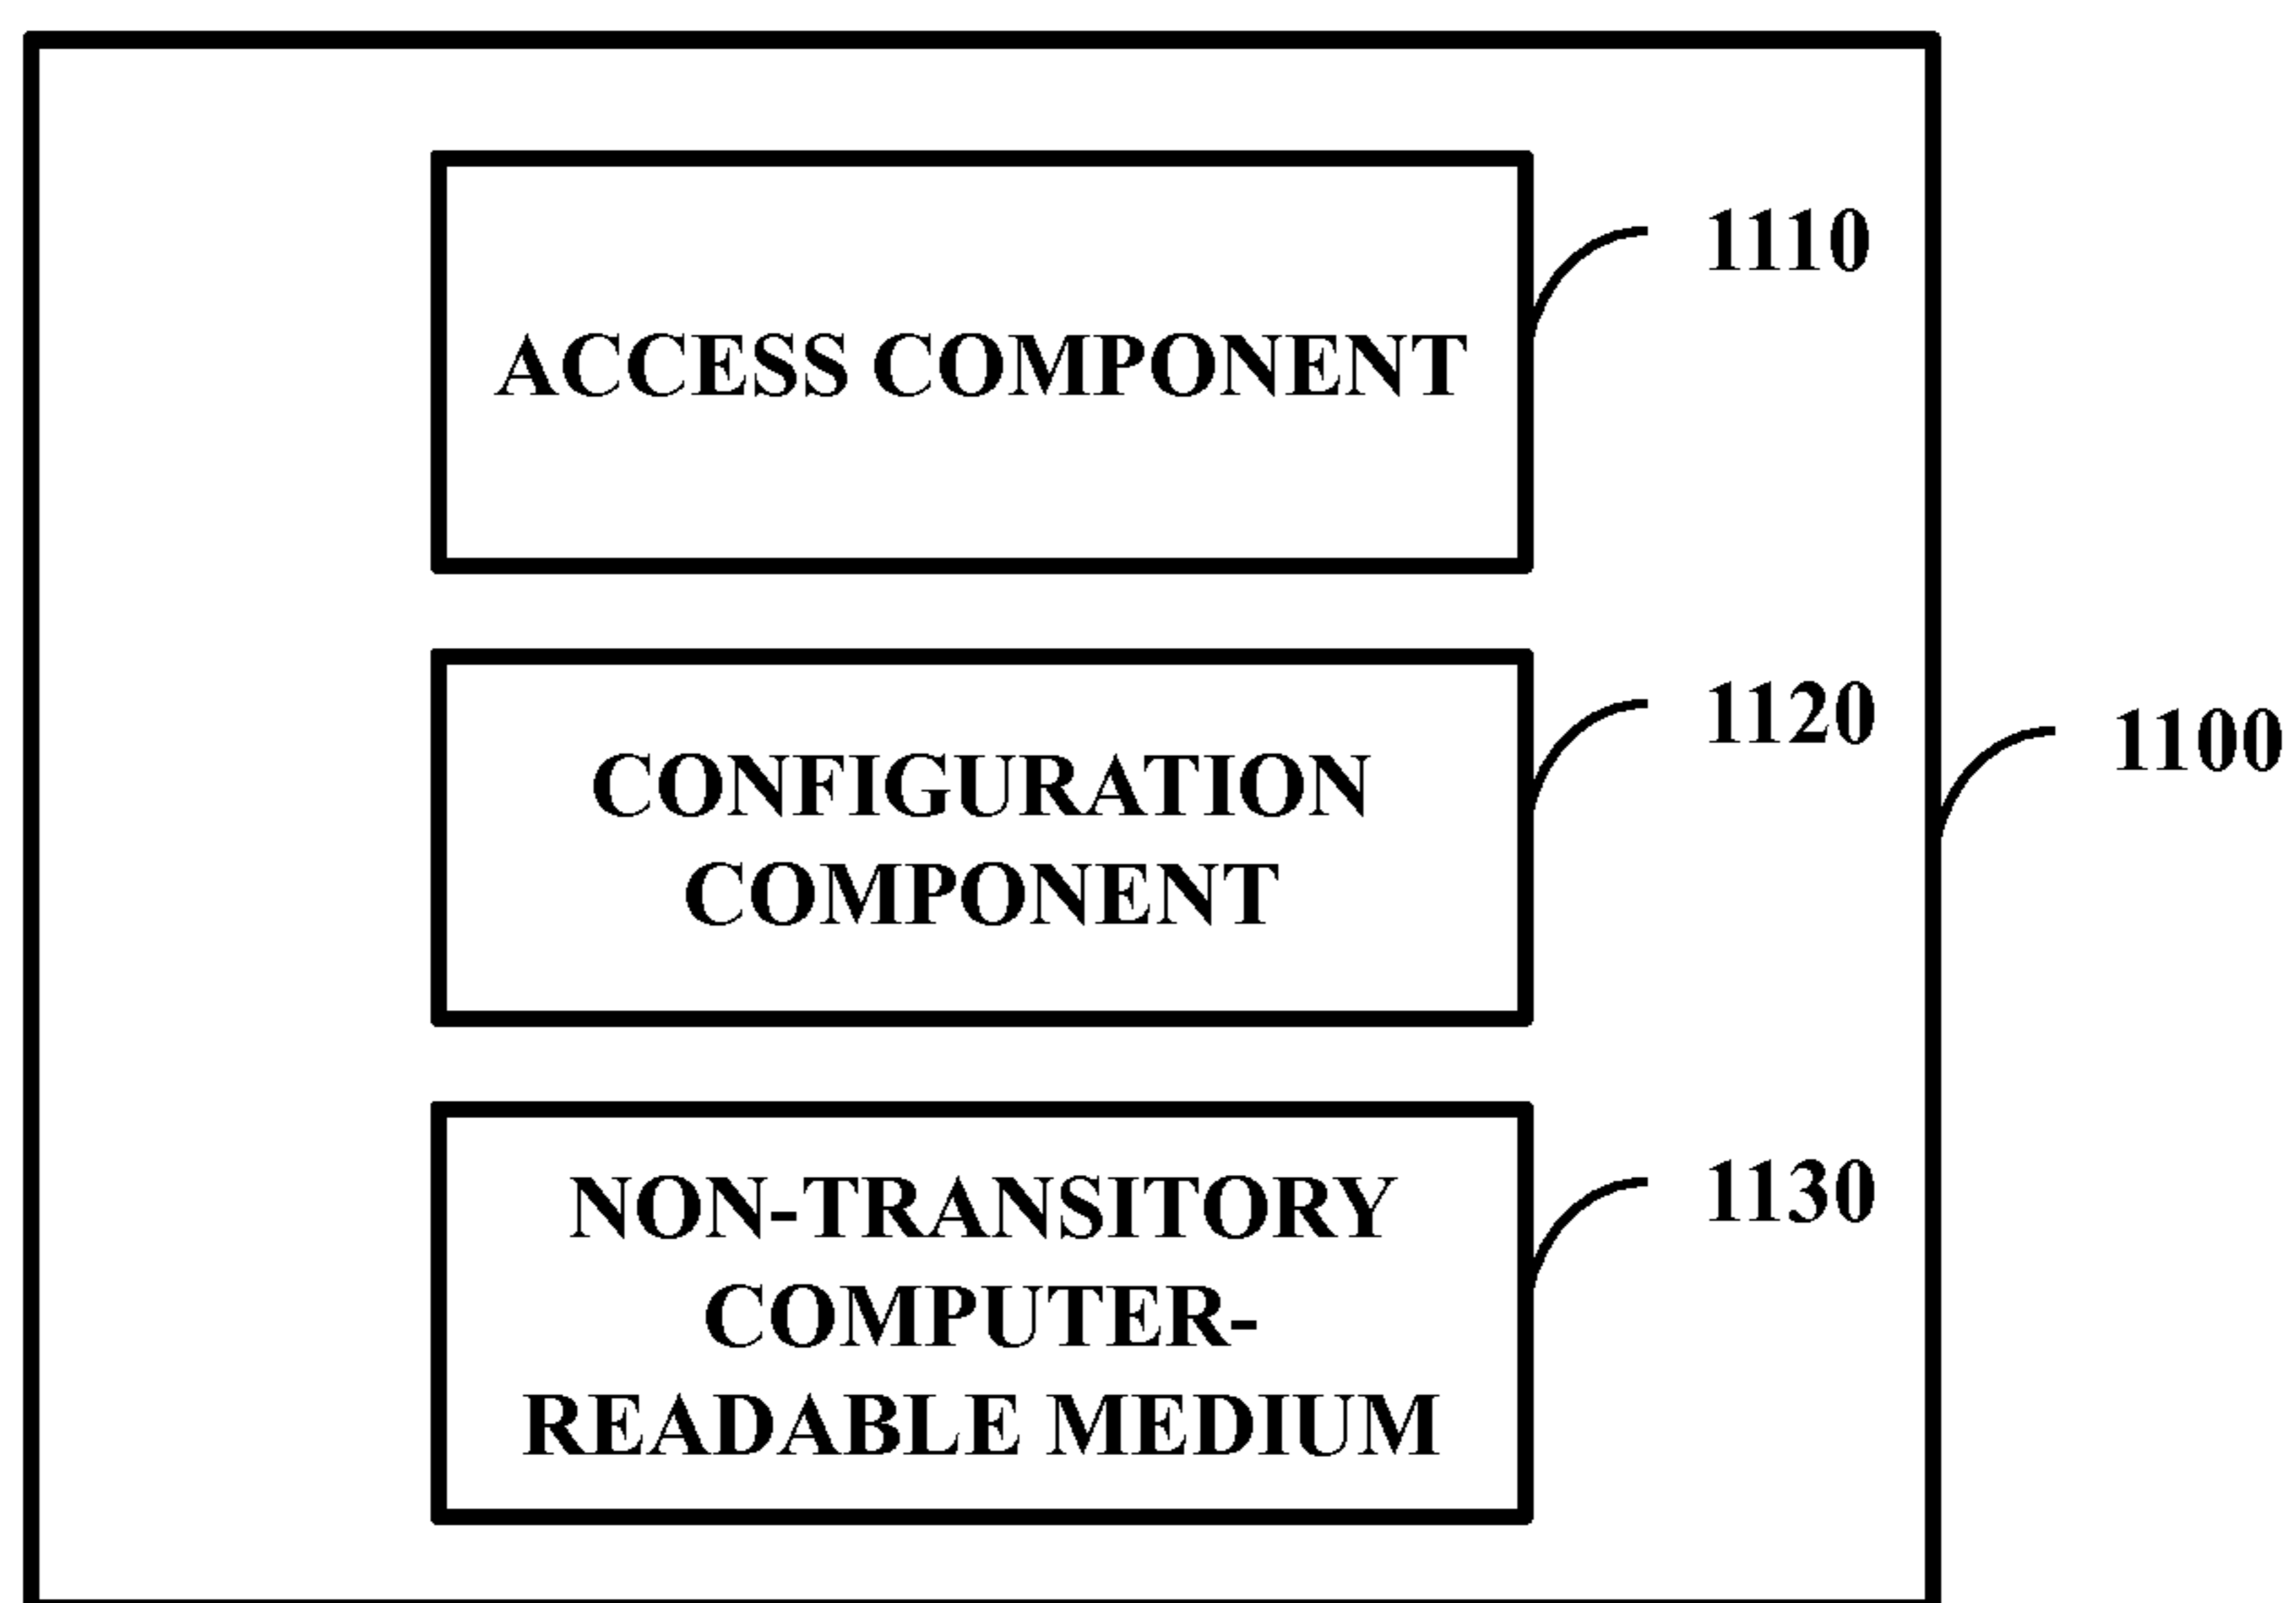 1110
ACCESS COMPONENT
1120
1100
CONFIGURATION
COMPONENT
1130
NON-TRANSITORY
COMPUTER-
READABLE MEDIUM